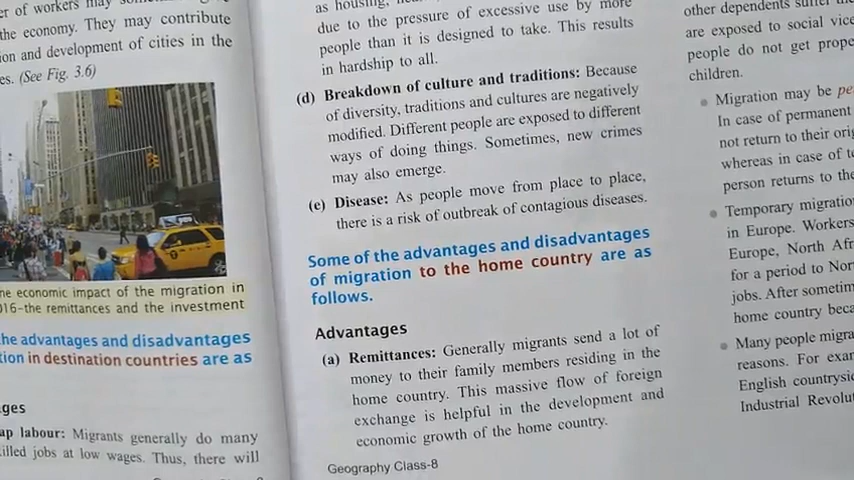 er of workers may
the economy. They may contribute
ion and development of cities in the
es. (See Fig. 3.6)
ne economic impact of the migration in
016–the remittances and the investment
he advantages and disadvantages
tion in destination countries are as
ges
ap labour: Migrants generally do many
killed jobs at low wages. Thus, there will
as housing,
due to the pressure of excessive use by more
people than it is designed to take. This results
in hardship to all.
(d) Breakdown of culture and traditions: Because
of diversity, traditions and cultures are negatively
modified. Different people are exposed to different
ways of doing things. Sometimes, new crimes
may also emerge.
(e) Disease: As people move from place to place,
there is a risk of outbreak of contagious diseases.
Some of the advantages and disadvantages
of migration to the home country are as
follows.
Advantages
(a) Remittances: Generally migrants send a lot of
money to their family members residing in the
home country. This massive flow of foreign
exchange is helpful in the development and
economic growth of the home country.
Geography Class-8
other dependents suffer
are exposed to social vice
people do not get prope
children.
• Migration may be pe
In case of permanent
not return to their orig
whereas in case of te
person returns to the
• Temporary migratio
in Europe. Workers
Europe, North Afr
for a period to Nor
jobs. After sometim
home country beca
• Many people migra
reasons. For exam
English countrysid
Industrial Revolut